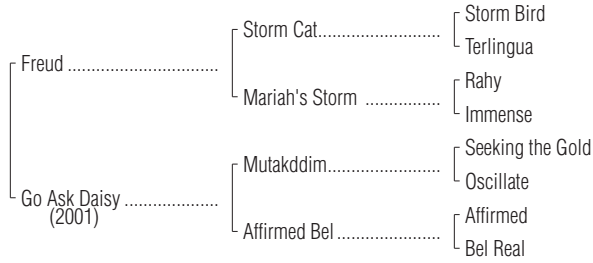 Storm Bird
Storm Cat....................
Terlingua
Freud ................................
Rahy
Mariah's Storm ................
Immense
Seeking the Gold
Mutakddim........................
Oscillate
Go Ask Daisy ....................
(2001)
Affirmed
Affirmed Bel......................
Bel Real